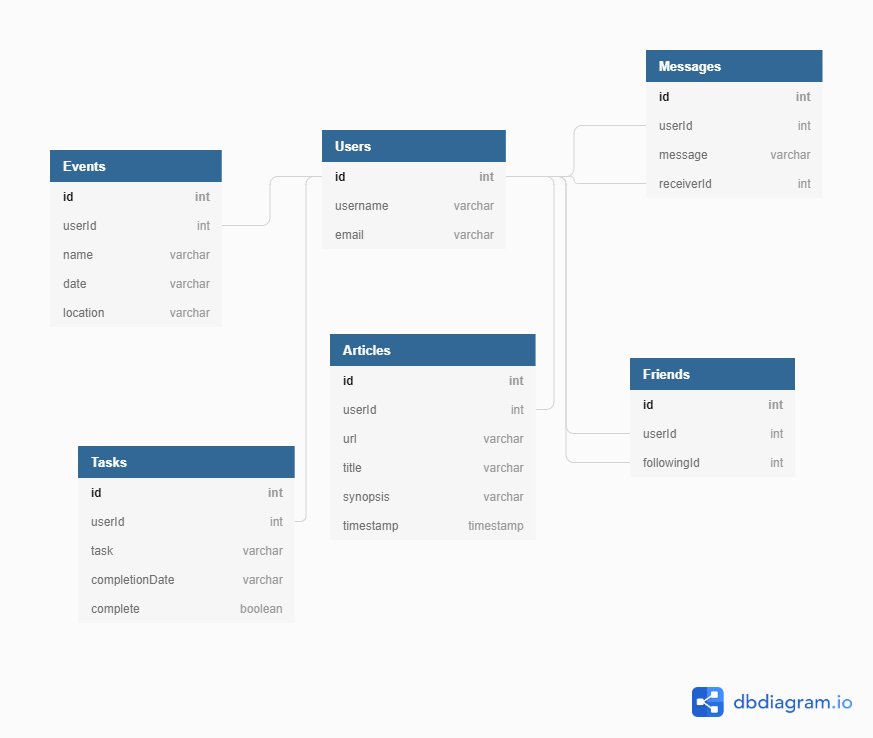 Messages
id int
userId int
message varchar
receiverId int
Users
id int
username varchar
email varchar
Events
id int
userId int
name varchar
date varchar
location varchar
Articles
id int
userId int
url varchar
title varchar
synopsis varchar
timestamp timestamp
Friends
id int
userId int
followingId int
Tasks
id int
userId int
task varchar
completionDate varchar
complete boolean
dbdiagram.io